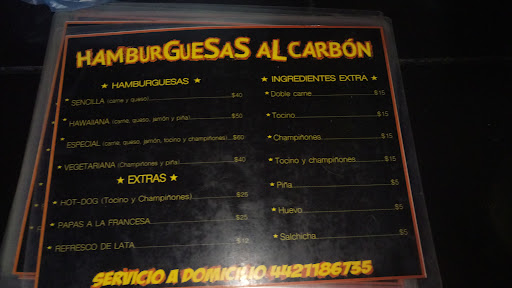 HAMBURGUESAS AL CARBÓN
★ HAMBURGUESAS ★
★ SENCILLA (carne y queso) $40
★ HAWAIIANA (carne, queso, jamón y piña) $50
★ ESPECIAL (carne, queso, jamón, tocino y champiñones) $60
★ VEGETARIANA (Champiñones y piña) $40
★ EXTRAS ★
★ HOT-DOG (Tocino y Champiñones) $25
★ PAPAS A LA FRANCESA $25
★ REFRESCO DE LATA
★ INGREDIENTES EXTRA ★
★ Doble carne $15
★ Tocino $15
★ Champiñones $15
★ Tocino y champiñones $15
★ Piña $5
★ Huevo $5
★ Salchicha $5
SERVICIO A DOMICILIO 4421186735